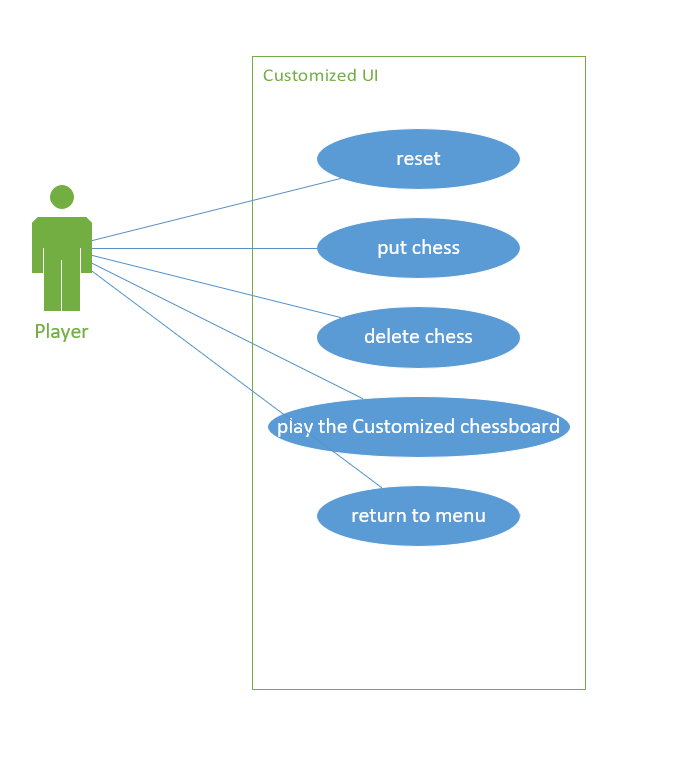 Customized UI
reset
put chess
delete chess
Player
play the Customized chessboard
return to menu